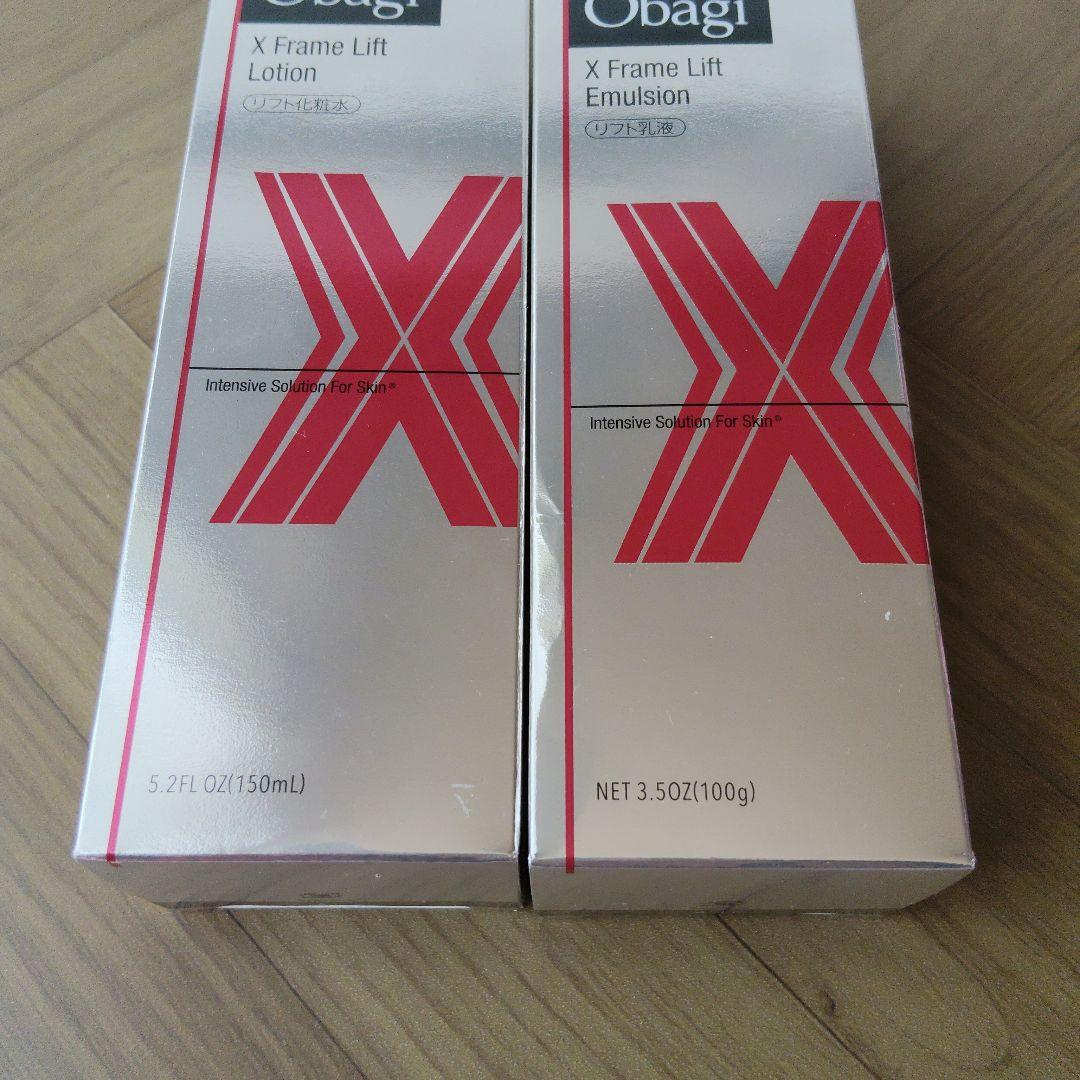 Obagi
X Frame Lift
Lotion
リフト化粧水
Intensive Solution For Skin®
5.2FL OZ(150mL)
Obagi
X Frame Lift
Emulsion
リフト乳液
Intensive Solution For Skin®
NET 3.5OZ(100g)